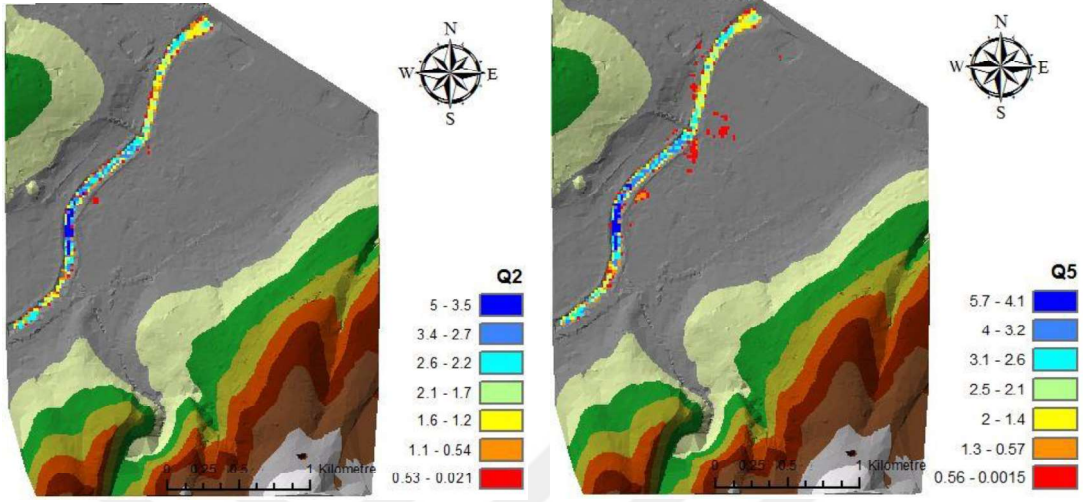 N
W E
S
Q2
5 - 3.5
3.4 - 2.7
2.6 - 2.2
2.1 - 1.7
1.6 - 1.2
1.1 - 0.54
0.53 - 0.021
0 0.25 0.5 1 Kilometre
N
W E
S
Q5
5.7 - 4.1
4 - 3.2
3.1 - 2.6
2.5 - 2.1
2 - 1.4
1.3 - 0.57
0.56 - 0.0015
0 0.25 0.5 1 Kilometre